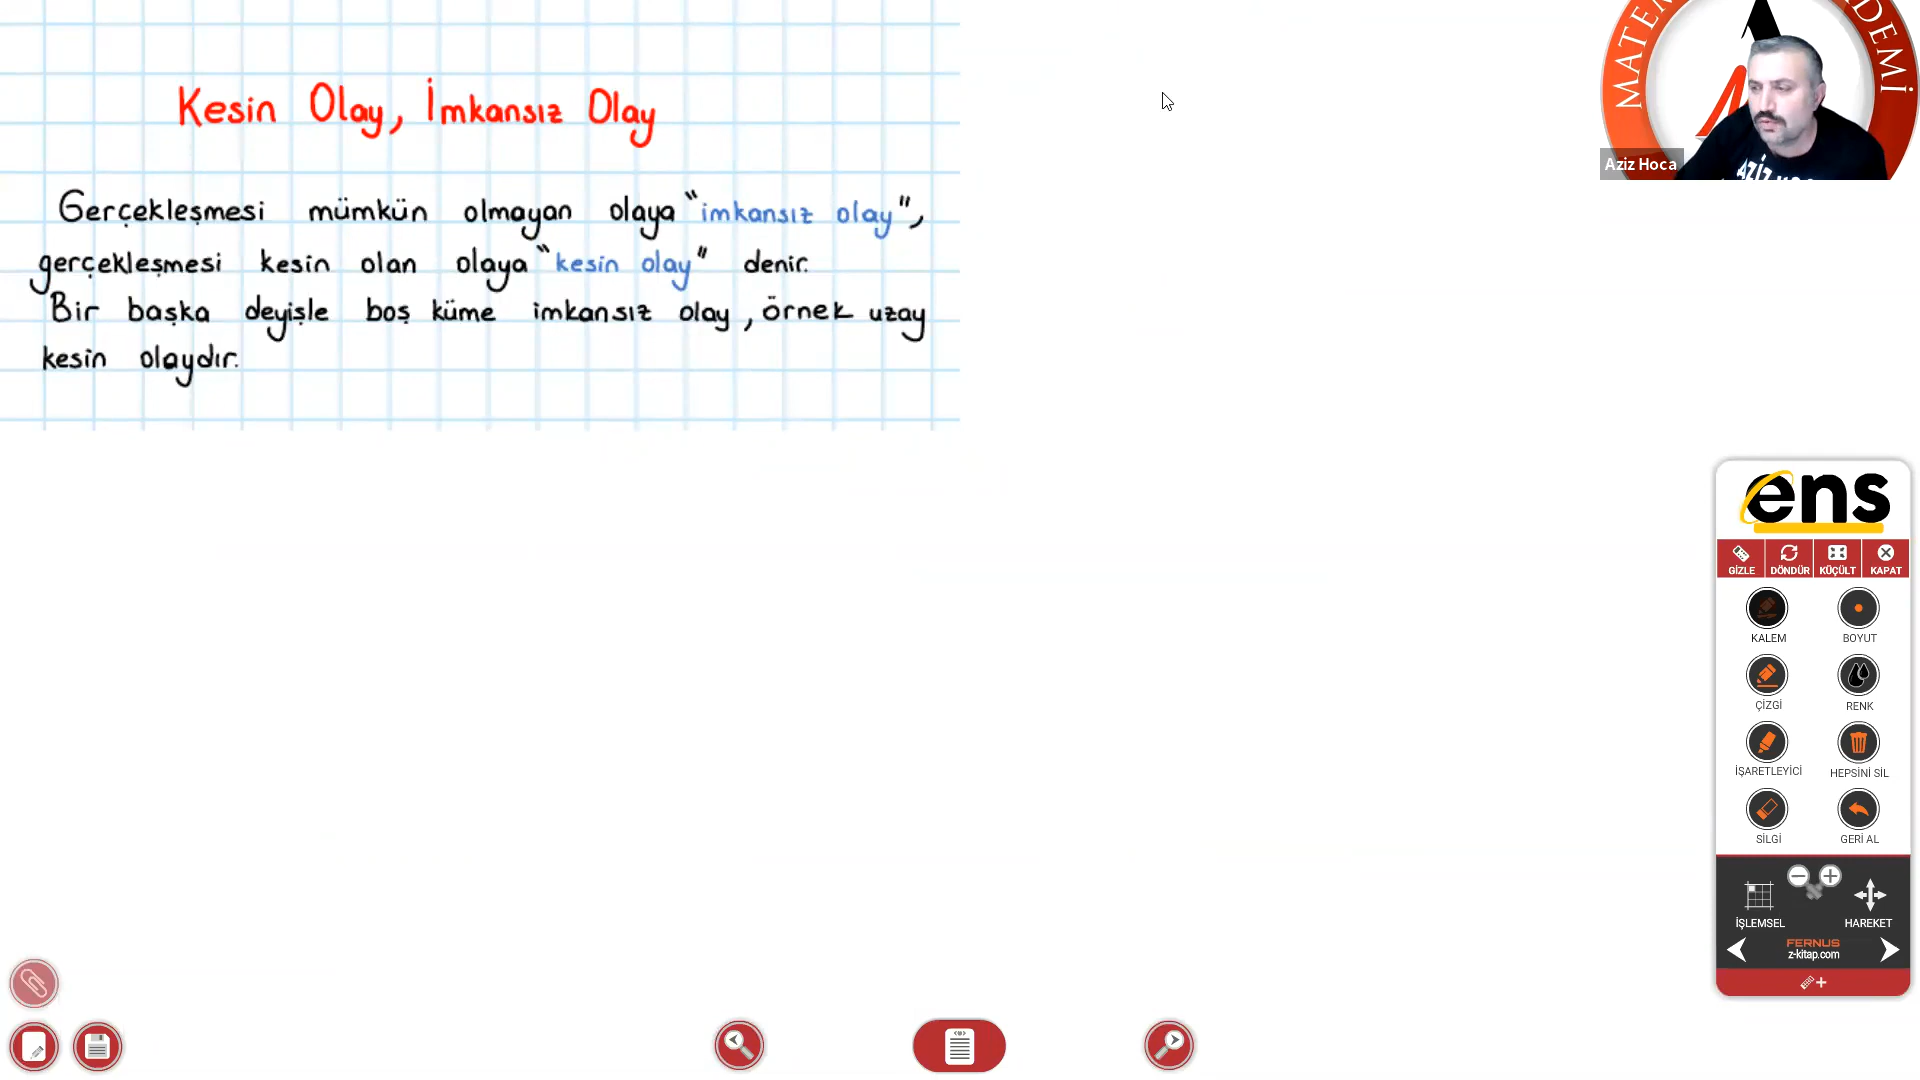 Kesin Olay, İmkansız Olay
Gerçekleşmesi mümkün olmayan olaya "imkansız olay",
gerçekleşmesi kesin olan olaya "kesin olay" denir.
Bir başka deyişle boş küme imkansız olay, örnek uzay
kesin olaydır.
Aziz Hoca
ens
GİZLE DÖNDÜR KÜÇÜLT KAPAT
KALEM BOYUT
ÇİZGİ RENK
İŞARETLEYİCİ HEPSİNİ SİL
SİLGİ GERİ AL
İŞLEMSEL HAREKET
FERNUS
z-kitap.com